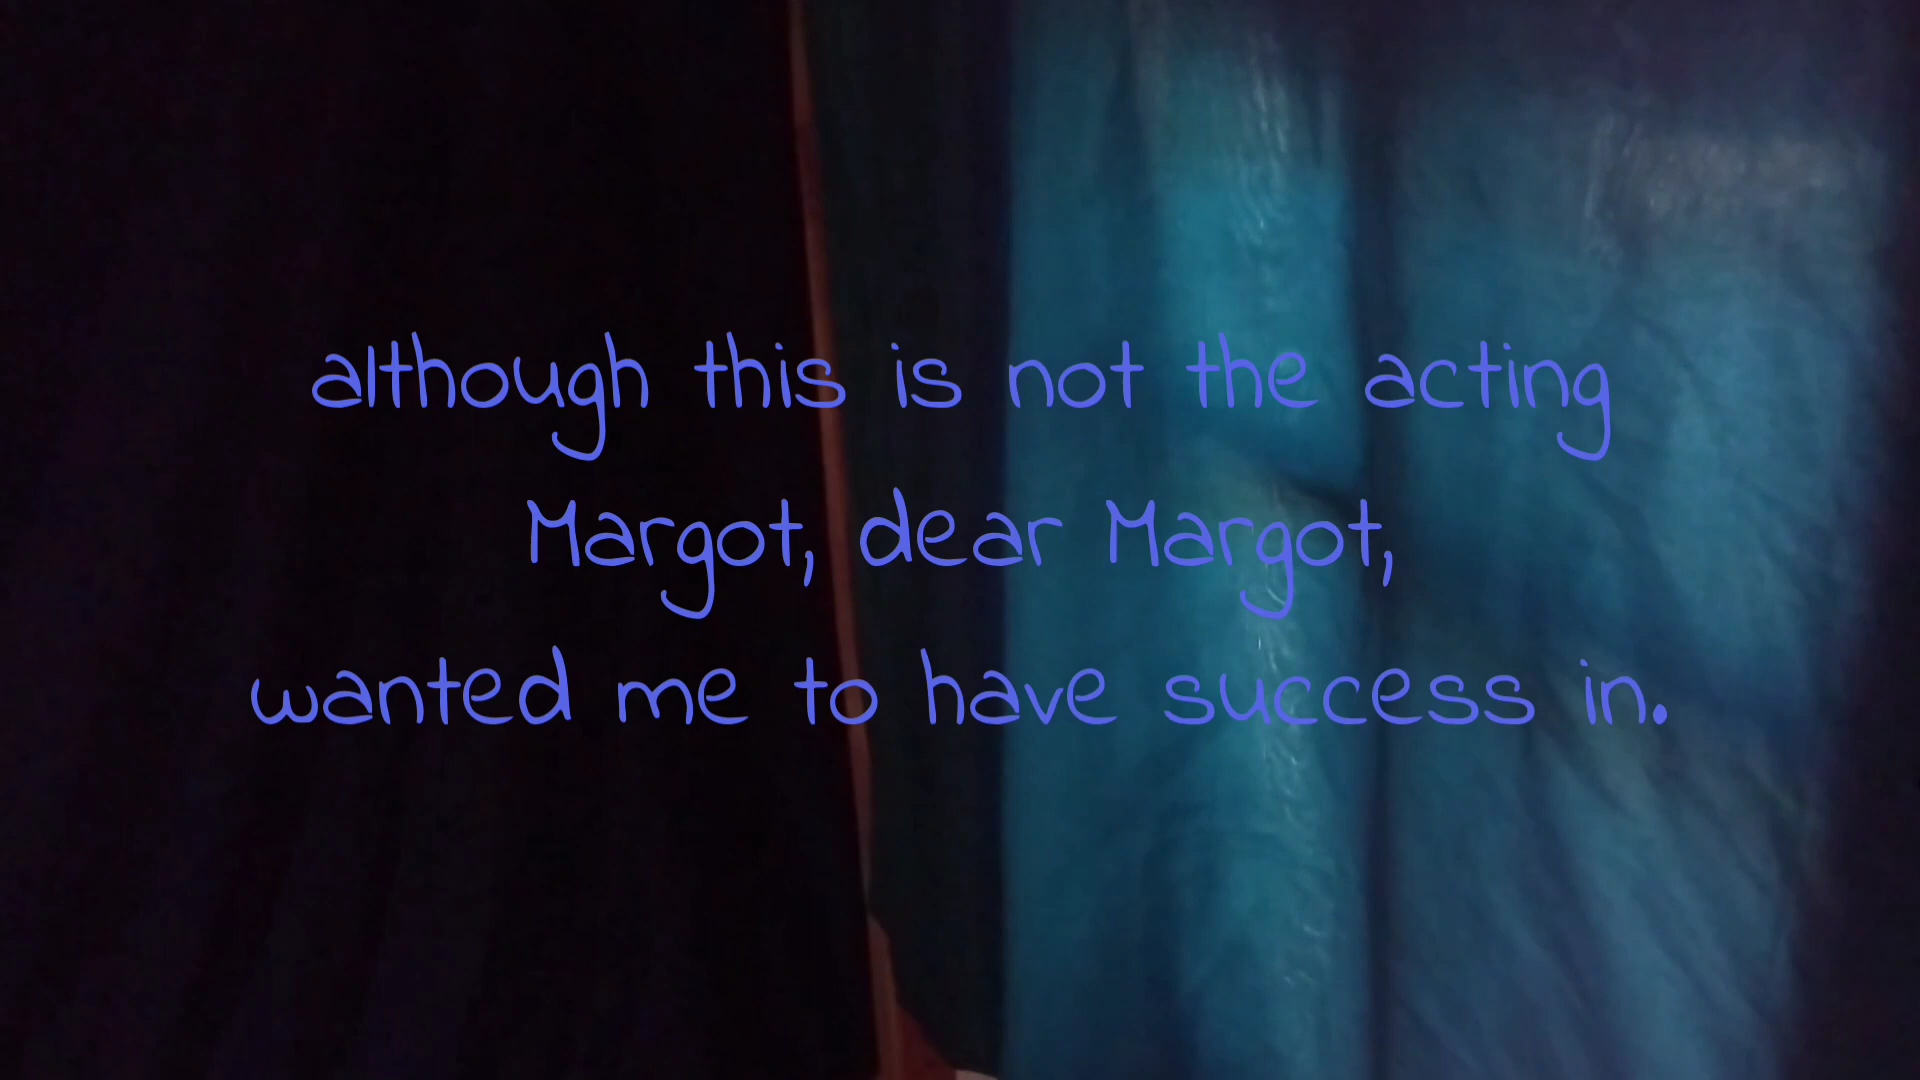 although this is not the acting
Margot, dear Margot,
wanted me to have success in.